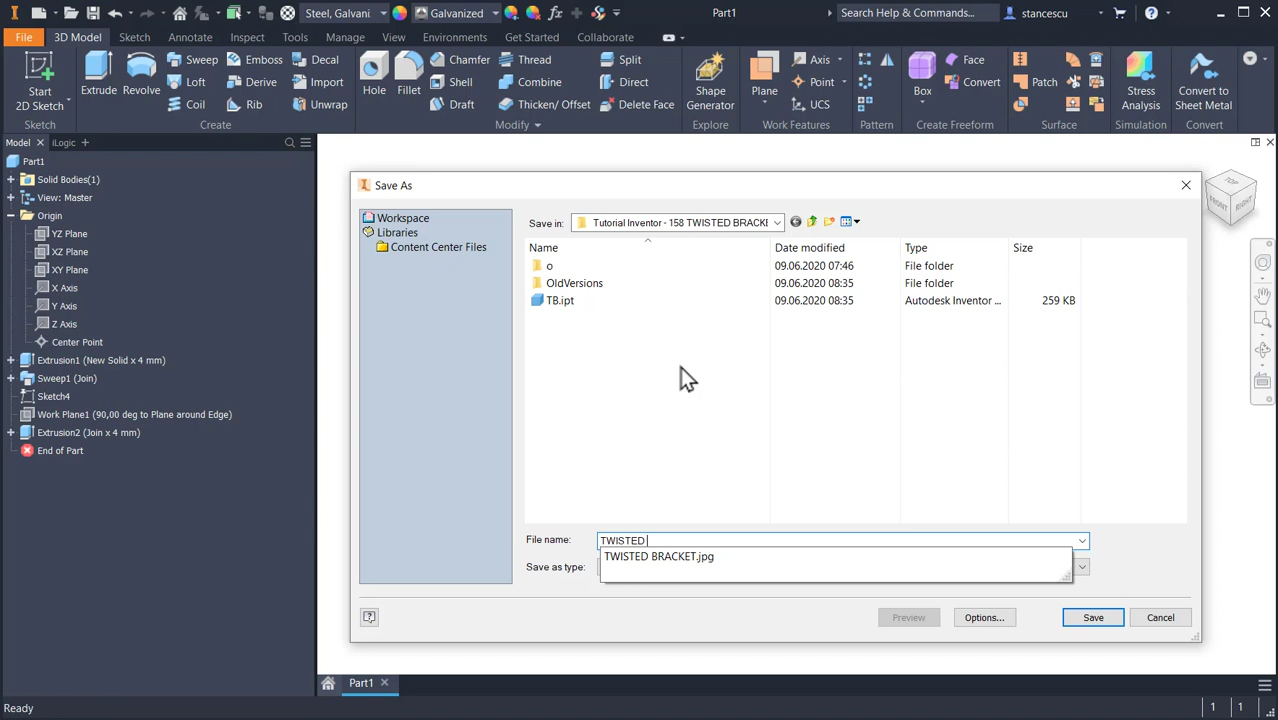 Steel, Galvani
Galvanized
Part1
Search Help & Commands...
stancescu
File
3D Model
Sketch
Annotate
Inspect
Tools
Manage
View
Environments
Get Started
Collaborate
Start
2D Sketch
Extrude
Revolve
Sweep
Loft
Coil
Emboss
Derive
Rib
Decal
Import
Unwrap
Hole
Fillet
Chamfer
Shell
Draft
Thread
Combine
Thicken/ Offset
Split
Direct
Delete Face
Shape
Generator
Plane
Axis
Point
UCS
Box
Face
Convert
Patch
Stress
Analysis
Convert to
Sheet Metal
Sketch
Create
Modify
Explore
Work Features
Pattern
Create Freeform
Surface
Simulation
Convert
Model
iLogic
Part1
Solid Bodies(1)
View: Master
Origin
YZ Plane
XZ Plane
XY Plane
X Axis
Y Axis
Z Axis
Center Point
Extrusion1 (New Solid x 4 mm)
Sweep1 (Join)
Sketch4
Work Plane1 (90,00 deg to Plane around Edge)
Extrusion2 (Join x 4 mm)
End of Part
Save As
Workspace
Libraries
Content Center Files
Save in:
Tutorial Inventor - 158 TWISTED BRACKE
Name Date modified Type Size
o 09.06.2020 07:46 File folder
OldVersions 09.06.2020 08:35 File folder
TB.ipt 09.06.2020 08:35 Autodesk Inventor ... 259 KB
File name: TWISTED
TWISTED BRACKET.jpg
Save as type:
Preview
Options...
Save
Cancel
TOP
FRONT
RIGHT
Part1
Ready
1 1